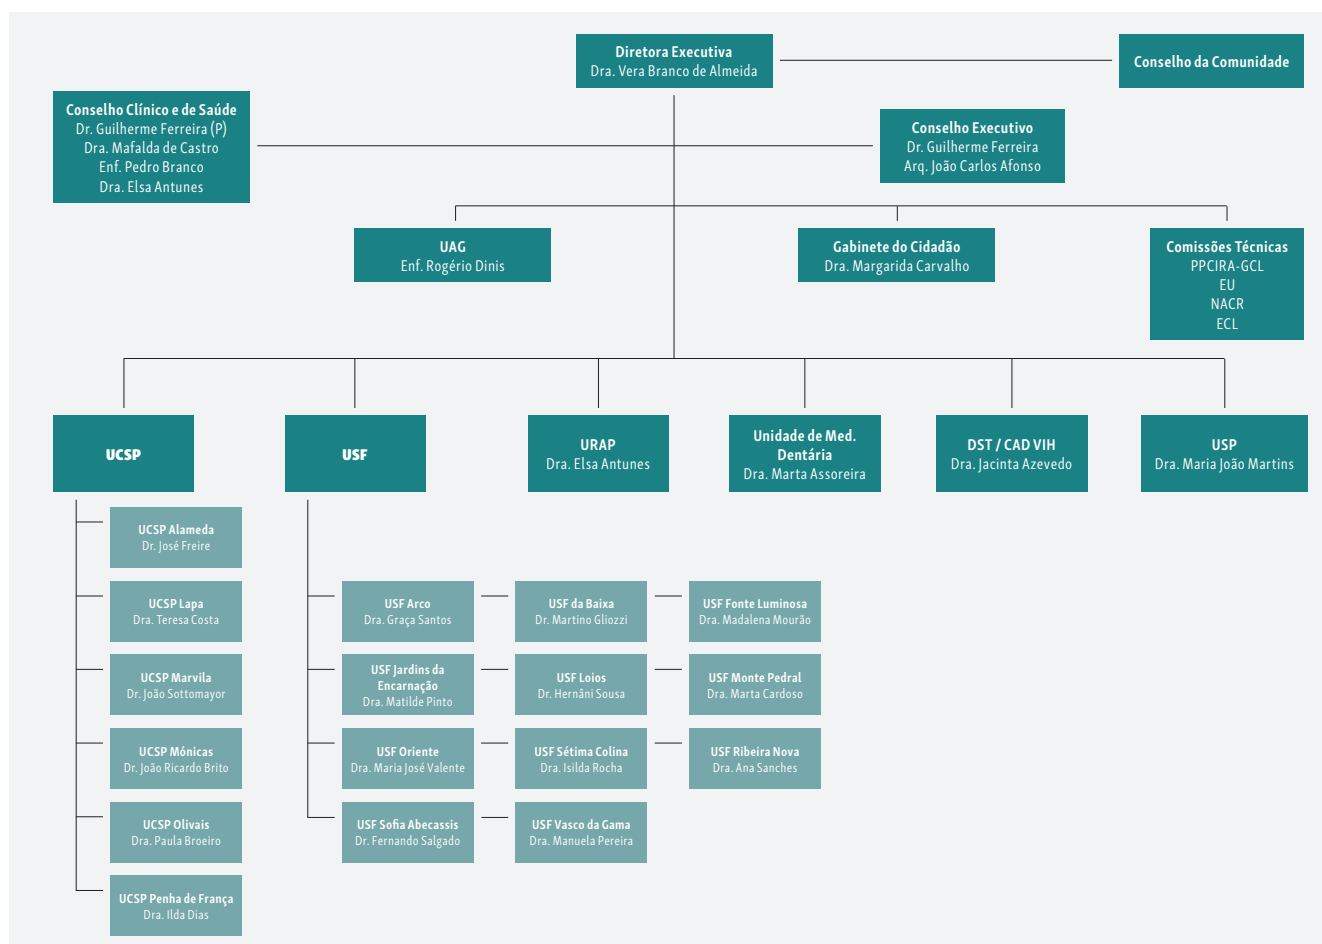 Diretora Executiva
Dra. Vera Branco de Almeida
Conselho da Comunidade
Conselho Clínico e de Saúde
Dr. Guilherme Ferreira (P)
Dra. Mafalda de Castro
Enf. Pedro Branco
Dra. Elsa Antunes
Conselho Executivo
Dr. Guilherme Ferreira
Arq. João Carlos Afonso
UAG
Enf. Rogério Dinis
Gabinete do Cidadão
Dra. Margarida Carvalho
Comissões Técnicas
PPCIRA-GCL
EU
NACR
ECL
UCSP
USF
URAP
Dra. Elsa Antunes
Unidade de Med.
Dentária
Dra. Marta Assoreira
DST / CAD VIH
Dra. Jacinta Azevedo
USP
Dra. Maria João Martins
UCSP Alameda
Dr. José Freire
UCSP Lapa
Dra. Teresa Costa
UCSP Marvila
Dr. João Sottomayor
UCSP Mónicas
Dr. João Ricardo Brito
UCSP Olivais
Dra. Paula Broeiro
UCSP Penha de França
Dra. Ilda Dias
USF Arco
Dra. Graça Santos
USF da Baixa
Dr. Martino Gliozzi
USF Fonte Luminosa
Dra. Madalena Mourão
USF Jardins da
Encarnação
Dra. Matilde Pinto
USF Loios
Dr. Hernâni Sousa
USF Monte Pedral
Dra. Marta Cardoso
USF Oriente
Dra. Maria José Valente
USF Sétima Colina
Dra. Isilda Rocha
USF Ribeira Nova
Dra. Ana Sanches
USF Sofia Abecassis
Dr. Fernando Salgado
USF Vasco da Gama
Dra. Manuela Pereira